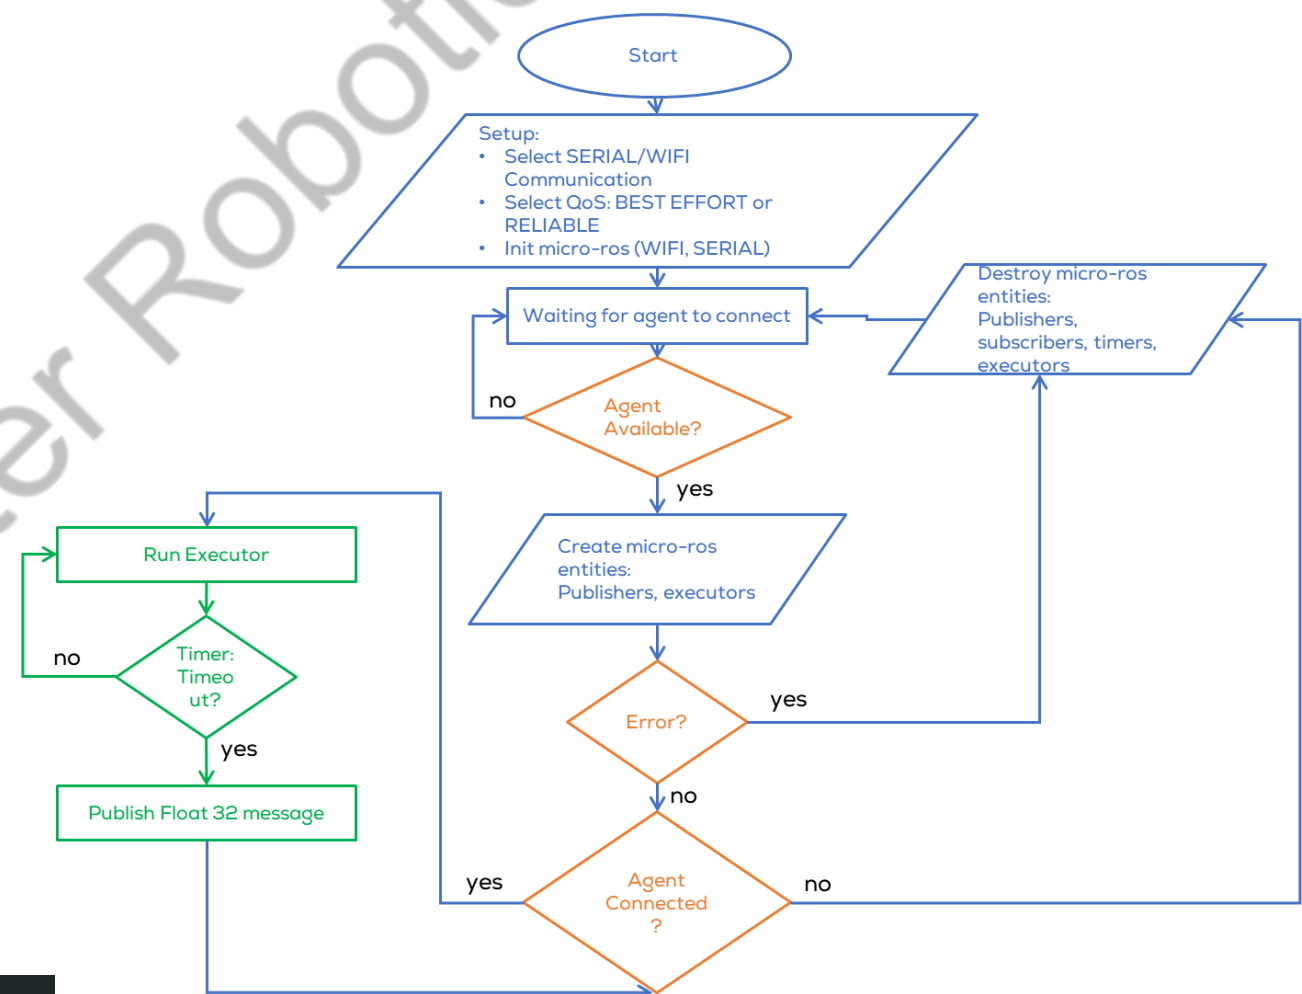 Start
Setup:
• Select SERIAL/WIFI
Communication
• Select QoS: BEST EFFORT or
RELIABLE
• Init micro-ros (WIFI, SERIAL)
Destroy micro-ros
entities:
Publishers,
subscribers, timers,
executors
Waiting for agent to connect
no
Agent
Available?
yes
Create micro-ros
entities:
Publishers, executors
Run Executor
no
Timer:
Timeo
ut?
yes
Publish Float 32 message
Error?
yes
no
yes
Agent
Connected
?
no